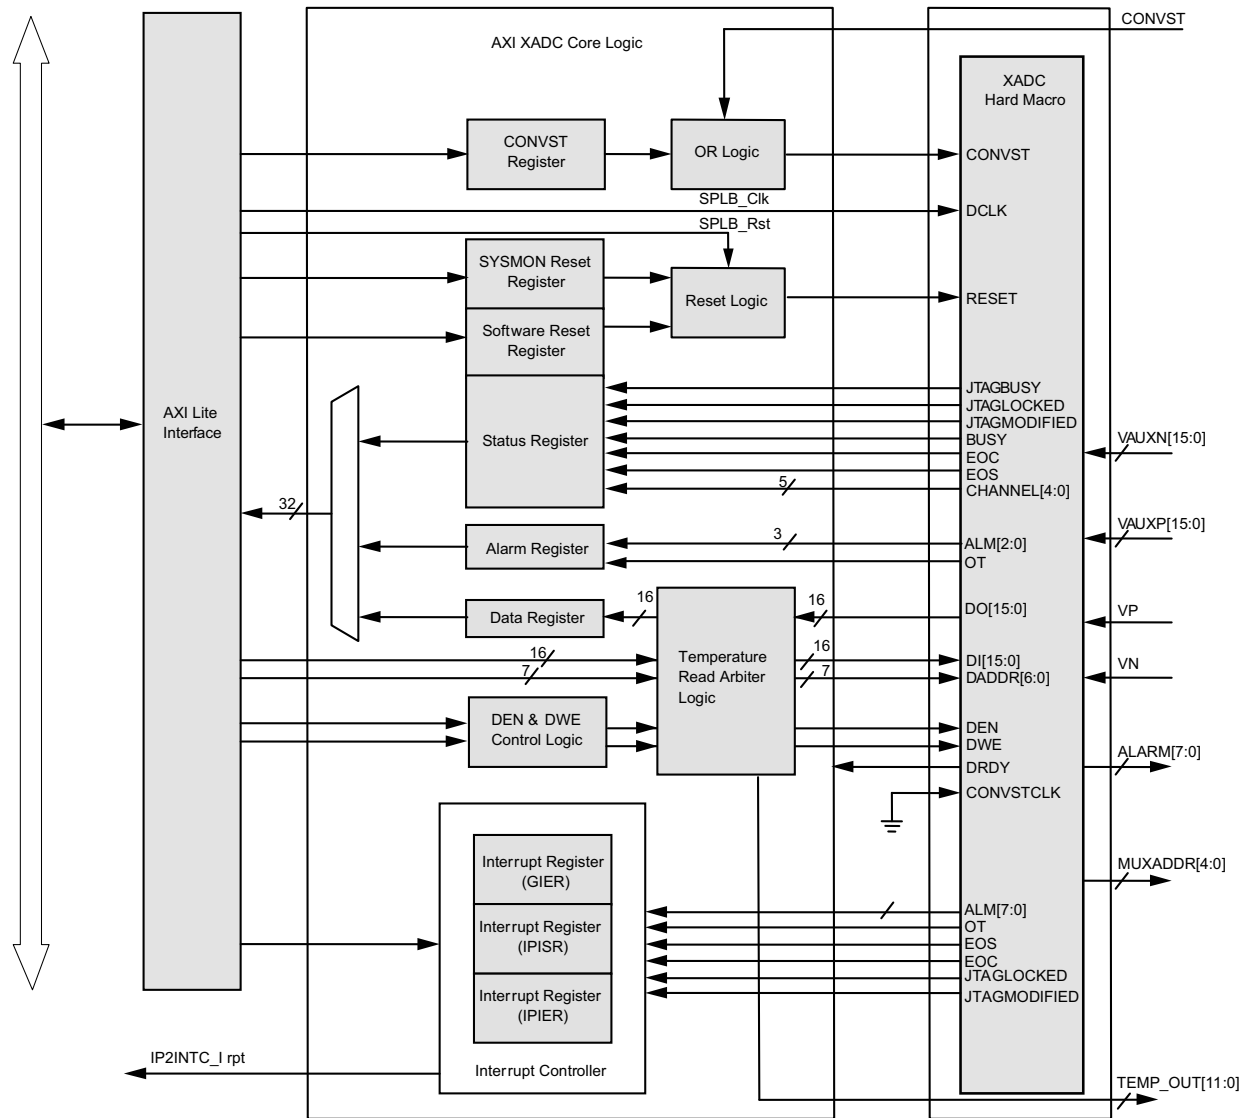 CONVST
AXI XADC Core Logic
XADC
Hard Macro
CONVST
Register
OR Logic
CONVST
SPLB_Clk
DCLK
SPLB_Rst
SYSMON Reset
Register
Reset Logic
RESET
Software Reset
Register
AXI Lite
Interface
Status Register
JTAGBUSY
JTAGLOCKED
JTAGMODIFIED
BUSY
EOC
EOS
5
CHANNEL[4:0]
VAUXN[15:0]
32
Alarm Register
3
ALM[2:0]
OT
VAUXP[15:0]
Data Register
16
16
DO[15:0]
VP
16
7
Temperature
Read Arbiter
Logic
16
7
DI[15:0]
DADDR[6:0]
VN
DEN & DWE
Control Logic
DEN
DWE
DRDY
ALARM[7:0]
CONVSTCLK
Interrupt Register
(GIER)
MUXADDR[4:0]
Interrupt Register
(IPISR)
ALM[7:0]
OT
EOS
EOC
JTAGLOCKED
JTAGMODIFIED
Interrupt Register
(IPIER)
IP2INTC_I rpt
Interrupt Controller
TEMP_OUT[11:0]